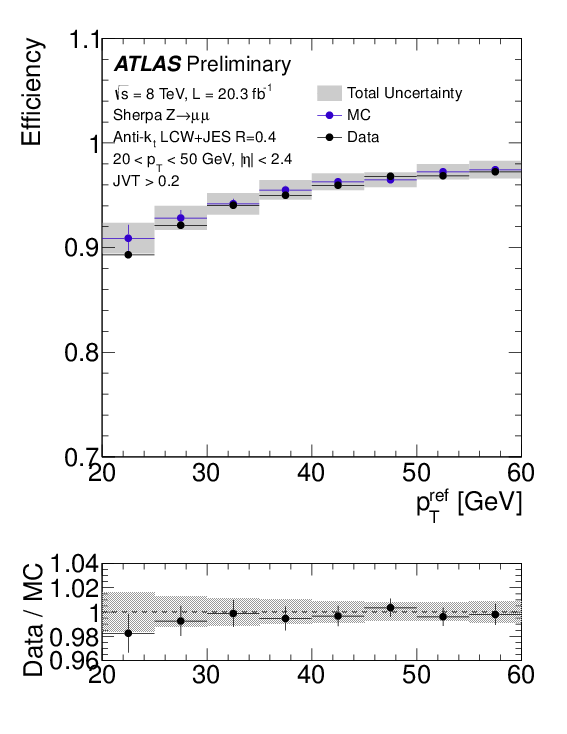 Efficiency
1.1
1
0.9
0.8
0.7
ATLAS Preliminary
√s = 8 TeV, L = 20.3 fb⁻¹
Sherpa Z→μμ
Anti-kt LCW+JES R=0.4
20 < pT < 50 GeV, |η| < 2.4
JVT > 0.2
Total Uncertainty
MC
Data
20 30 40 50 60
pTref [GeV]
Data / MC
1.04
1.02
1
0.98
0.96
20 30 40 50 60